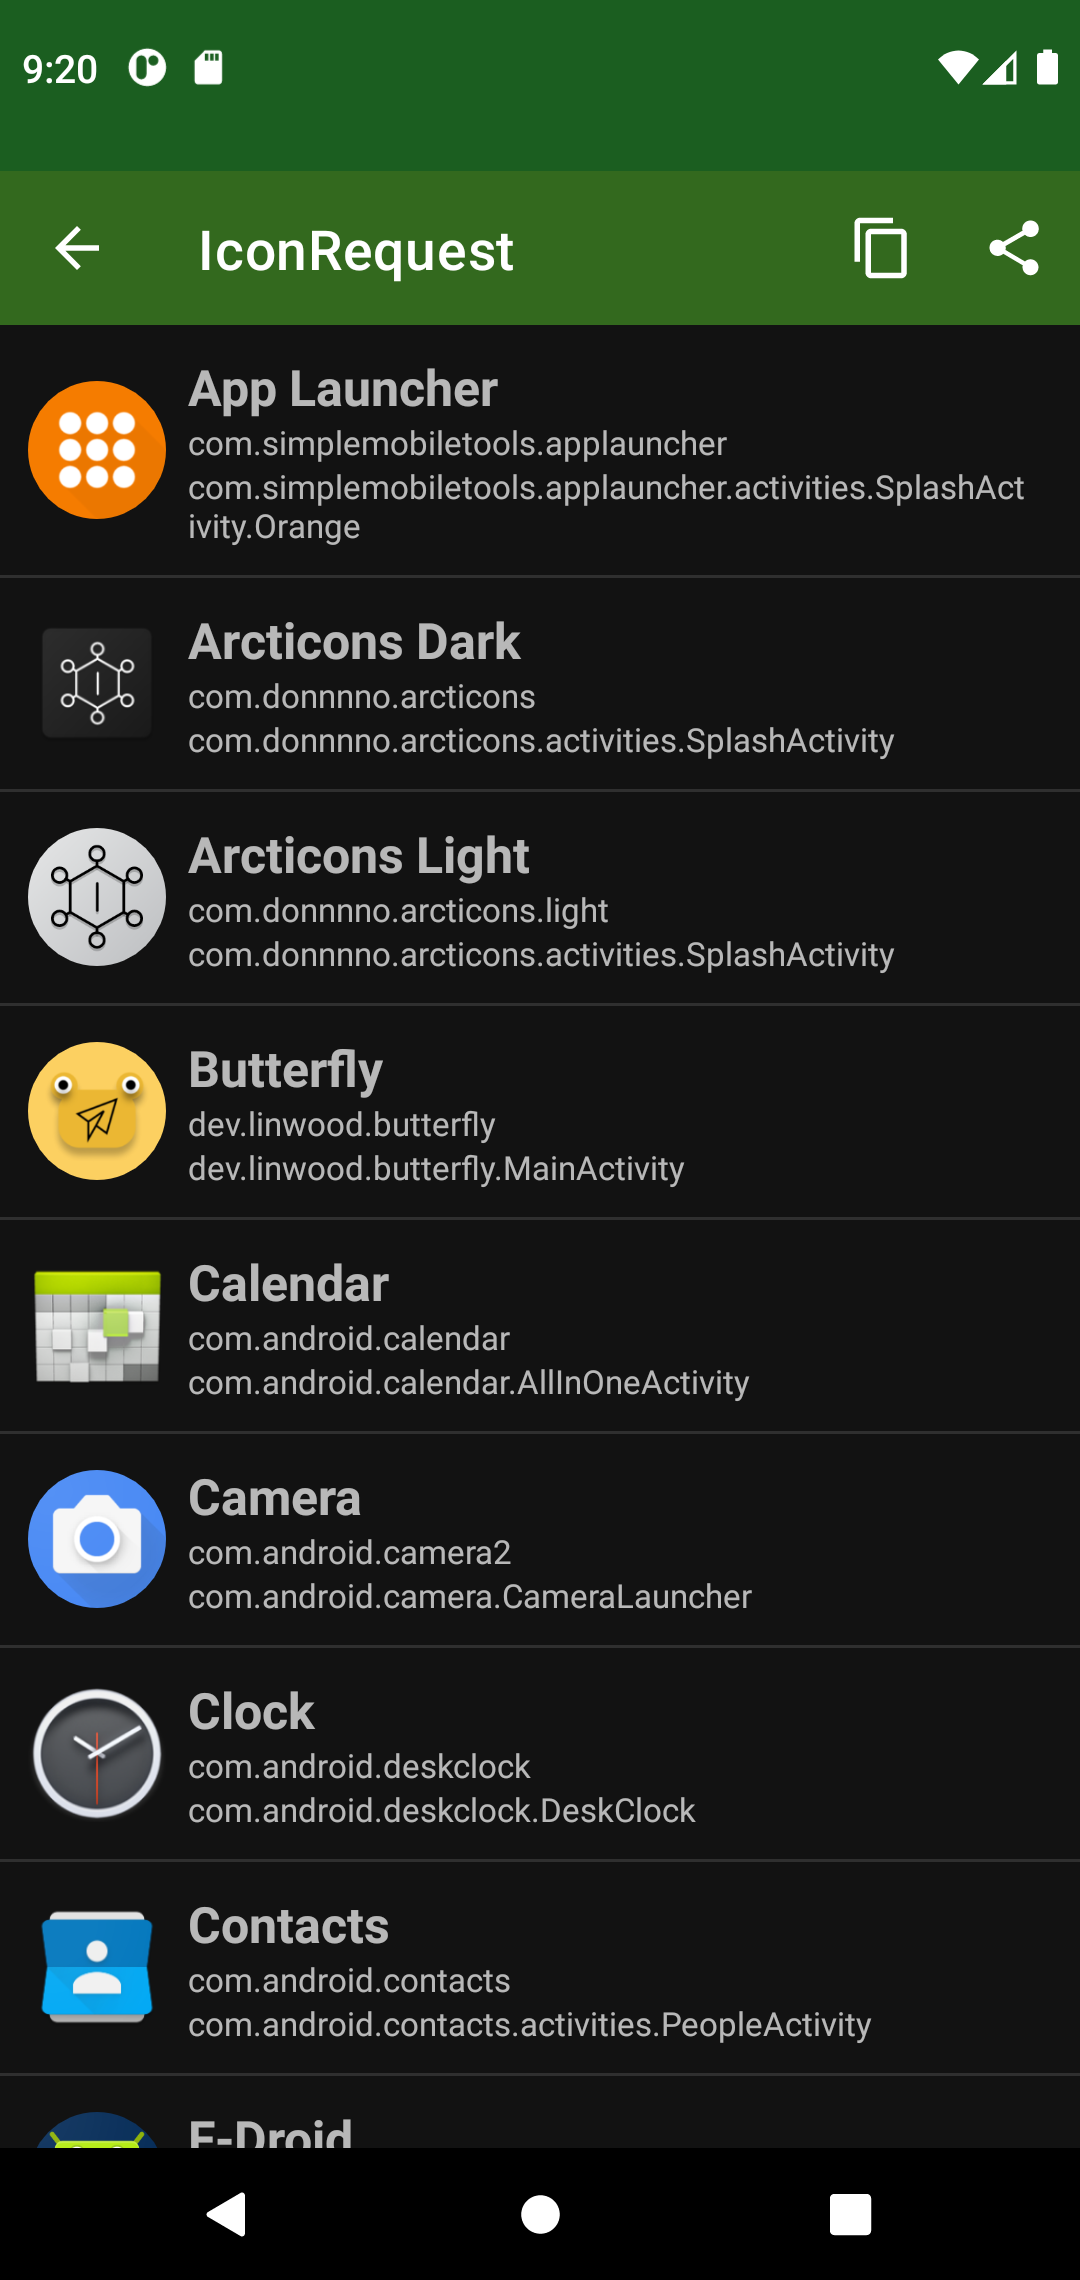 9:20
IconRequest
App Launcher
com.simplemobiletools.applauncher
com.simplemobiletools.applauncher.activities.SplashAct
ivity.Orange
Arcticons Dark
com.donnnno.arcticons
com.donnnno.arcticons.activities.SplashActivity
Arcticons Light
com.donnnno.arcticons.light
com.donnnno.arcticons.activities.SplashActivity
Butterfly
dev.linwood.butterfly
dev.linwood.butterfly.MainActivity
Calendar
com.android.calendar
com.android.calendar.AllInOneActivity
Camera
com.android.camera2
com.android.camera.CameraLauncher
Clock
com.android.deskclock
com.android.deskclock.DeskClock
Contacts
com.android.contacts
com.android.contacts.activities.PeopleActivity